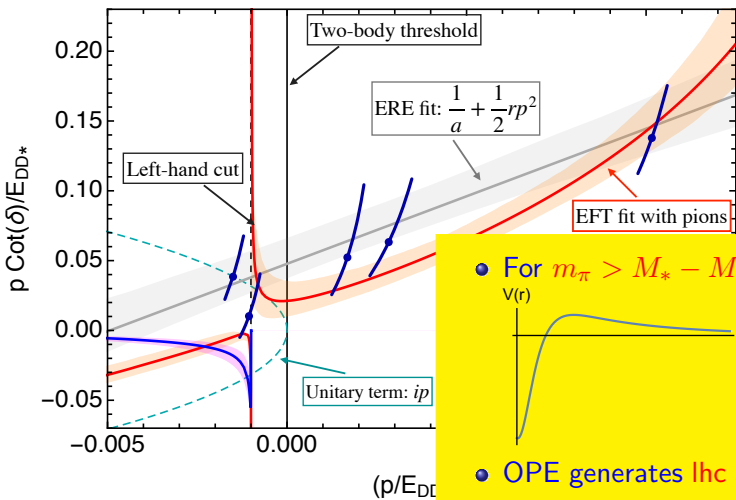 p Cot(δ)/E_DD*
0.20
0.15
0.10
0.05
0.00
−0.05
−0.005
0.000
(p/E_DD
Two-body threshold
ERE fit: 1/a + 1/2 rp²
Left-hand cut
EFT fit with pions
Unitary term: ip
For m_π > M_* − M
V(r)
OPE generates lhc